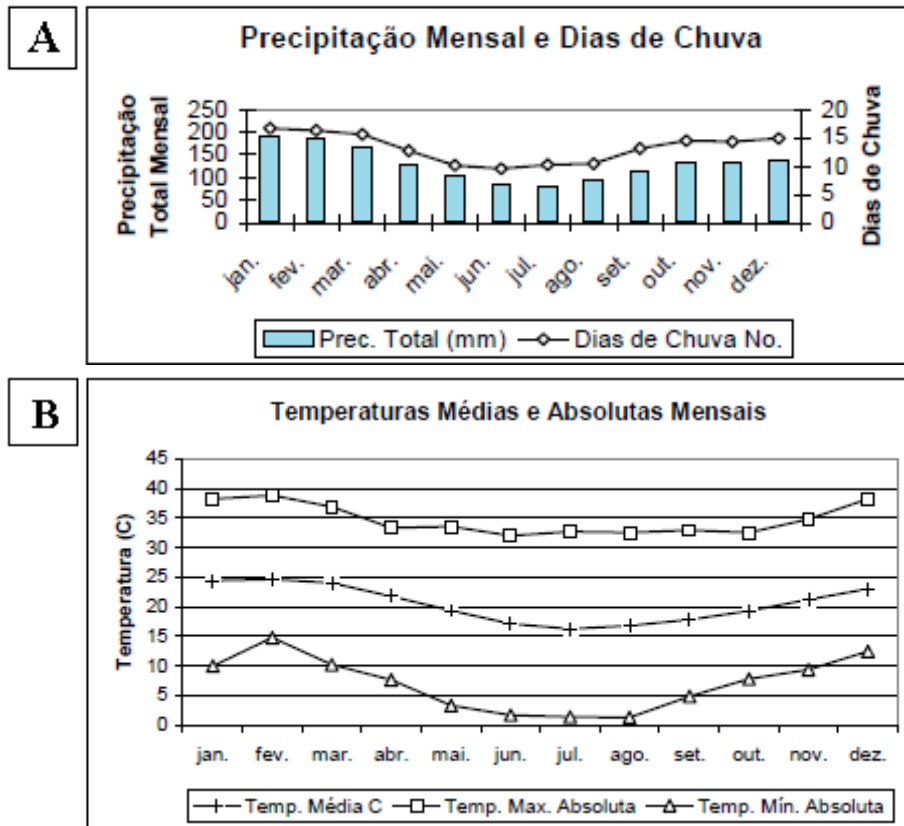 A
Precipitação Mensal e Dias de Chuva
Precipitação
Total Mensal
250
200
150
100
50
0
20
15
10
5
0
Dias de Chuva
jan.
fev.
mar.
abr.
mai.
jun.
jul.
ago.
set.
out.
nov.
dez.
Prec. Total (mm) Dias de Chuva No.
B
Temperaturas Médias e Absolutas Mensais
Temperatura (C)
45
40
35
30
25
20
15
10
5
0
jan. fev. mar. abr. mai. jun. jul. ago. set. out. nov. dez.
Temp. Média C Temp. Max. Absoluta Temp. Mín. Absoluta